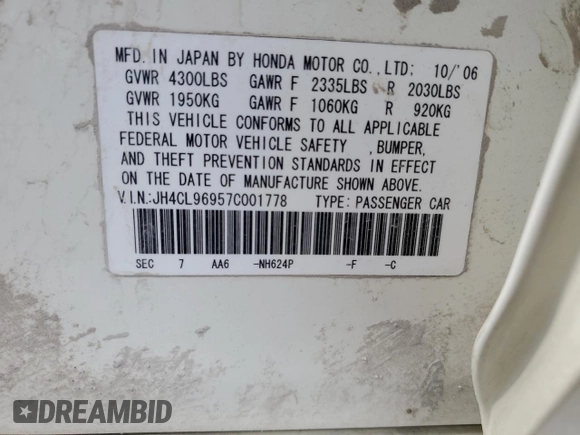 MFD. IN JAPAN BY HONDA MOTOR CO.,LTD: 10/'06
GVWR 4300LBS GAWR F 2335LBS R 2030LBS
GVWR 1950KG GAWR F 1060KG R 920KG
THIS VEHICLE CONFORMS TO ALL APPLICABLE
FEDERAL MOTOR VEHICLE SAFETY ,BUMPER,
AND THEFT PREVENTION STANDARDS IN EFFECT
ON THE DATE OF MANUFACTURE SHOWN ABOVE.
V.I.N:JH4CL96957C001778 TYPE: PASSENGER CAR
SEC 7 AA6 -NH624P -F -C
DREAMBID